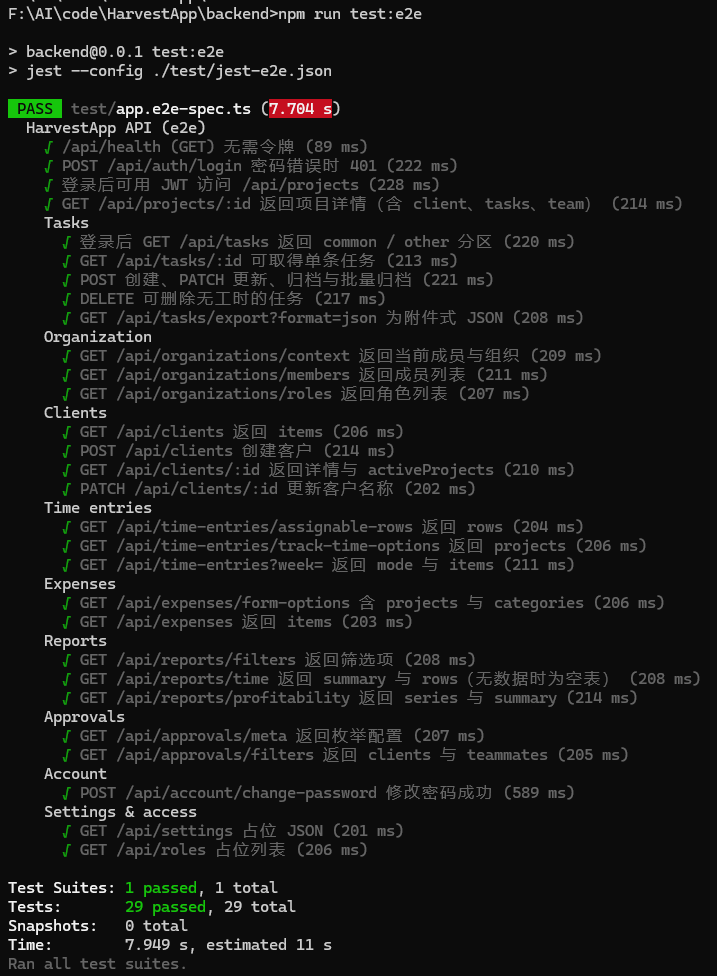 F:\AI\code\HarvestApp\backend>npm run test:e2e
> backend@0.0.1 test:e2e
> jest --config ./test/jest-e2e.json
PASS test/app.e2e-spec.ts (7.704 s)
HarvestApp API (e2e)
√ /api/health (GET) 无需令牌 (89 ms)
√ POST /api/auth/login 密码错误时 401 (222 ms)
√ 登录后可用 JWT 访问 /api/projects (228 ms)
√ GET /api/projects/:id 返回项目详情（含 client、tasks、team） (214 ms)
Tasks
√ 登录后 GET /api/tasks 返回 common / other 分区 (220 ms)
√ GET /api/tasks/:id 可取得单条任务 (213 ms)
√ POST 创建、PATCH 更新、归档与批量归档 (221 ms)
√ DELETE 可删除无工时的任务 (217 ms)
√ GET /api/tasks/export?format=json 为附件式 JSON (208 ms)
Organization
√ GET /api/organizations/context 返回当前成员与组织 (209 ms)
√ GET /api/organizations/members 返回成员列表 (211 ms)
√ GET /api/organizations/roles 返回角色列表 (207 ms)
Clients
√ GET /api/clients 返回 items (206 ms)
√ POST /api/clients 创建客户 (214 ms)
√ GET /api/clients/:id 返回详情与 activeProjects (210 ms)
√ PATCH /api/clients/:id 更新客户名称 (202 ms)
Time entries
√ GET /api/time-entries/assignable-rows 返回 rows (204 ms)
√ GET /api/time-entries/track-time-options 返回 projects (206 ms)
√ GET /api/time-entries?week= 返回 mode 与 items (211 ms)
Expenses
√ GET /api/expenses/form-options 含 projects 与 categories (206 ms)
√ GET /api/expenses 返回 items (203 ms)
Reports
√ GET /api/reports/filters 返回筛选项 (208 ms)
√ GET /api/reports/time 返回 summary 与 rows（无数据时为空表） (208 ms)
√ GET /api/reports/profitability 返回 series 与 summary (214 ms)
Approvals
√ GET /api/approvals/meta 返回枚举配置 (207 ms)
√ GET /api/approvals/filters 返回 clients 与 teammates (205 ms)
Account
√ POST /api/account/change-password 修改密码成功 (589 ms)
Settings & access
√ GET /api/settings 占位 JSON (201 ms)
√ GET /api/roles 占位列表 (206 ms)
Test Suites: 1 passed, 1 total
Tests: 29 passed, 29 total
Snapshots: 0 total
Time: 7.949 s, estimated 11 s
Ran all test suites.